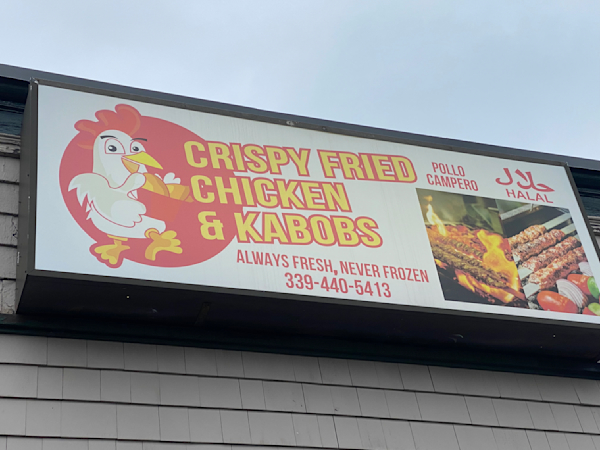 CRISPY FRIED
CHICKEN
& KABOBS
ALWAYS FRESH, NEVER FROZEN
339-440-5413
POLLO
CAMPERO
حلال
HALAL